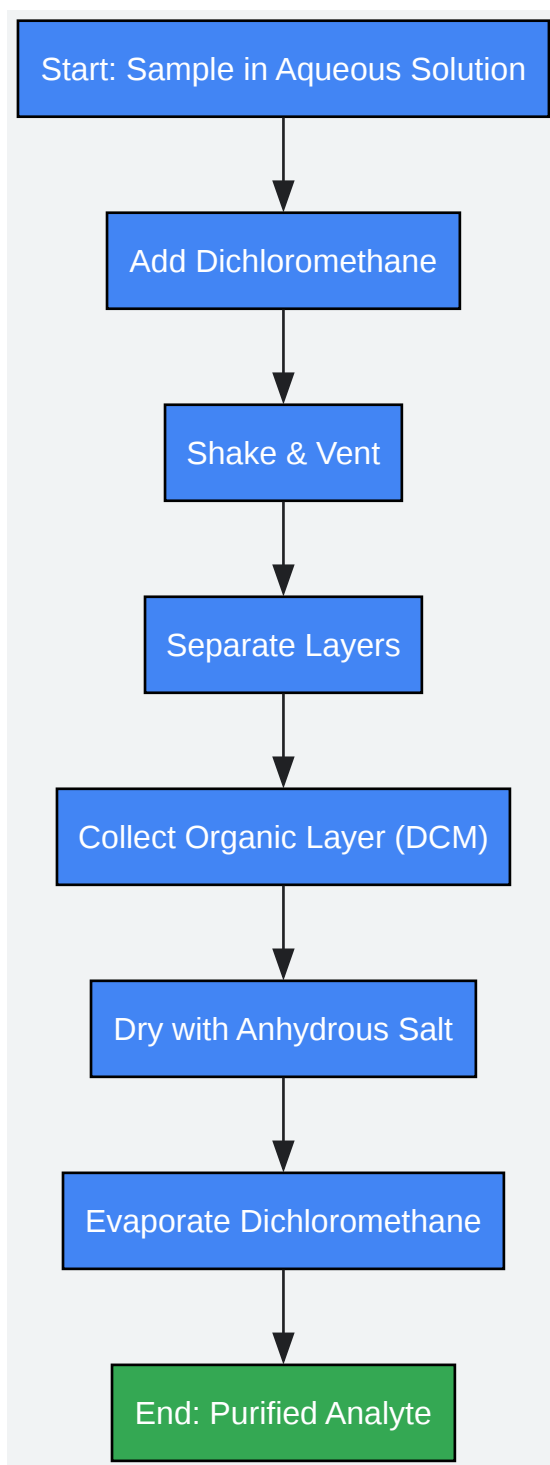 Start: Sample in Aqueous Solution
Add Dichloromethane
Shake & Vent
Separate Layers
Collect Organic Layer (DCM)
Dry with Anhydrous Salt
Evaporate Dichloromethane
End: Purified Analyte